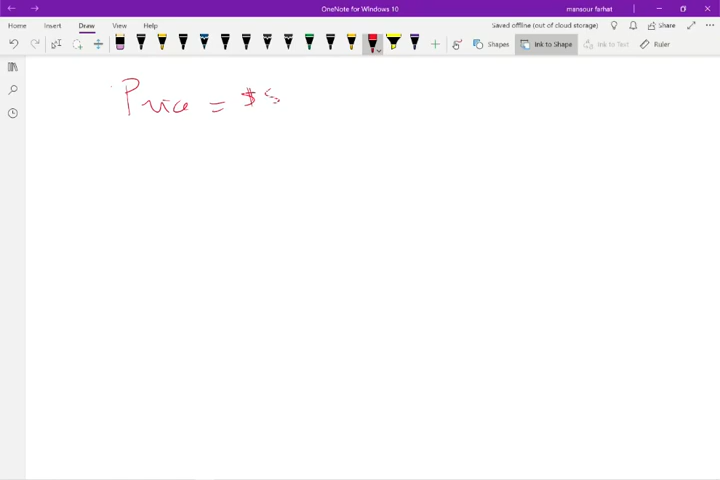 OneNote for Windows 10
mansour farhat
Home Insert Draw View Help
Saved offline (out of cloud storage)
Share
Shapes
Ink to Shape
Ink to Text
Ruler
Price = $5